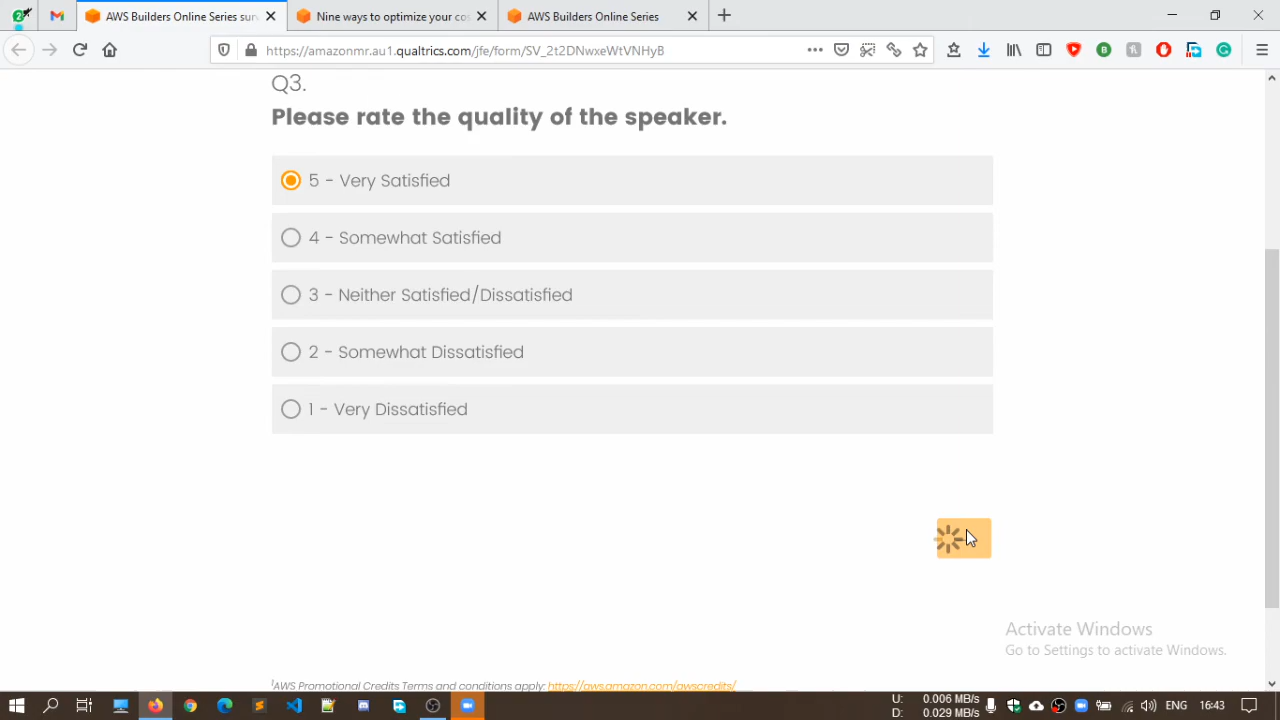 AWS Builders Online Series sur
Nine ways to optimize your cos
AWS Builders Online Series
https://amazonmr.au1.qualtrics.com/jfe/form/SV_2t2DNwxeWtVNHyB
Q3.
Please rate the quality of the speaker.
5 - Very Satisfied
4 - Somewhat Satisfied
3 - Neither Satisfied/Dissatisfied
2 - Somewhat Dissatisfied
1 - Very Dissatisfied
Activate Windows
Go to Settings to activate Windows.
1AWS Promotional Credits Terms and conditions apply: https://aws.amazon.com/awscredits/
U: 0.006 MB/s
D: 0.029 MB/s
ENG 16:43